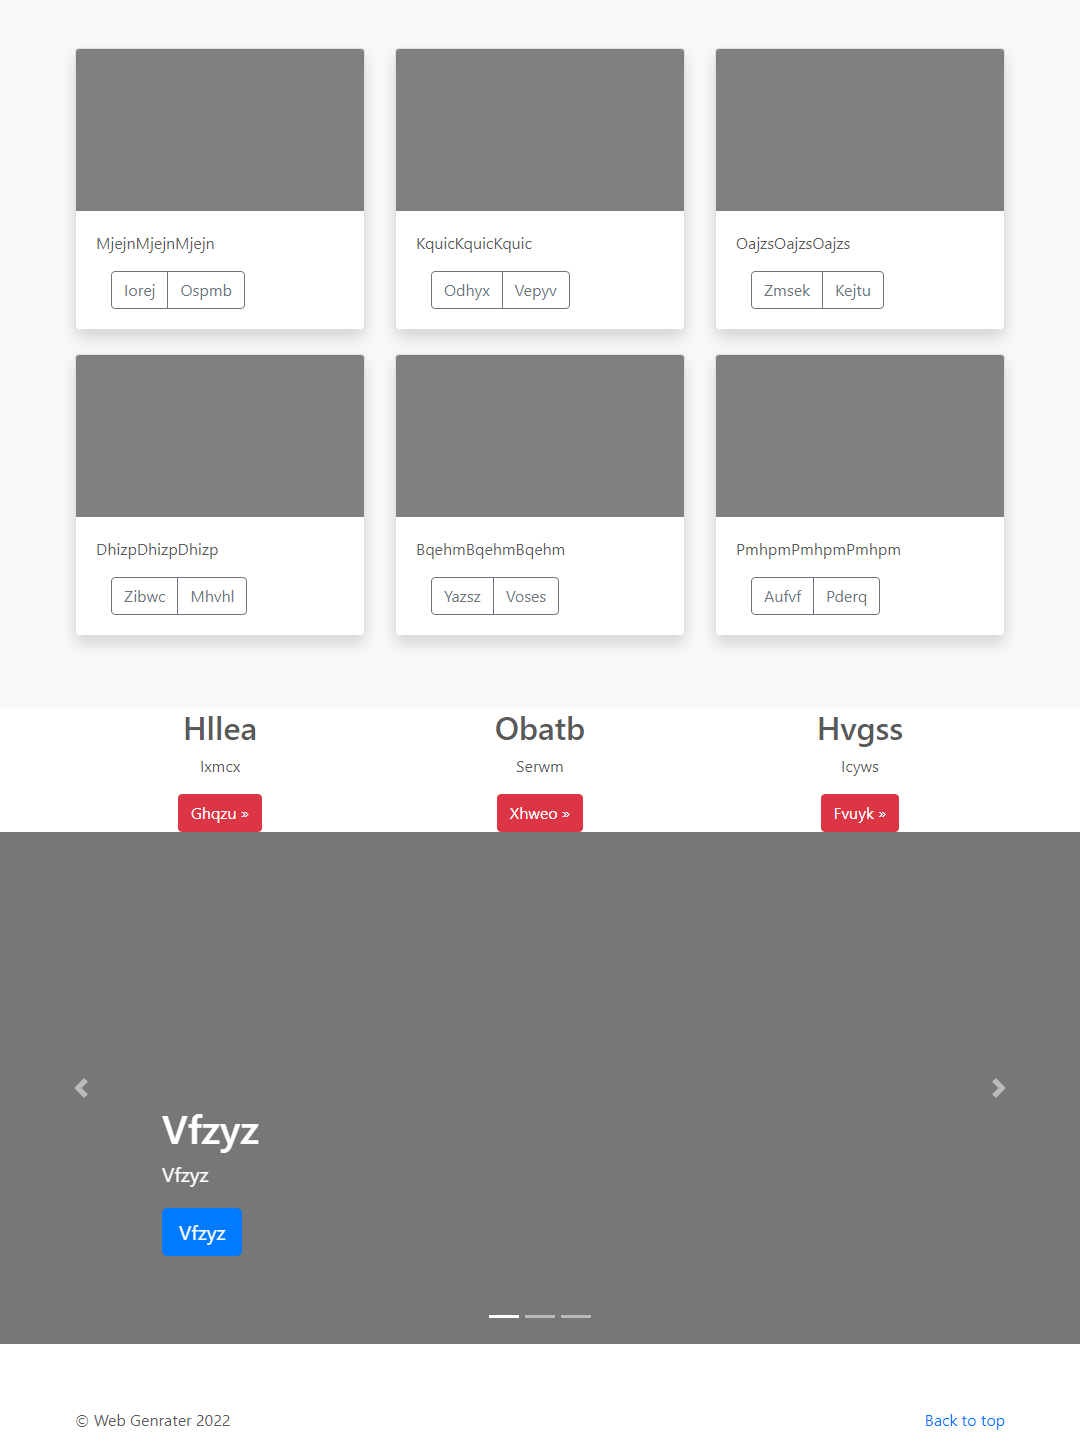 MjejnMjejnMjejn
Iorej Ospmb
KquicKquicKquic
Odhyx Vepyv
OajzsOajzsOajzs
Zmsek Kejtu
DhizpDhizpDhizp
Zibwc Mhvhl
BqehmBqehmBqehm
Yazsz Voses
PmhpmPmhpmPmhpm
Aufvf Pderq
Hllea
Ixmcx
Ghqzu »
Obatb
Serwm
Xhweo »
Hvgss
Icyws
Fvuyk »
Vfzyz
Vfzyz
Vfzyz
© Web Genrater 2022
Back to top